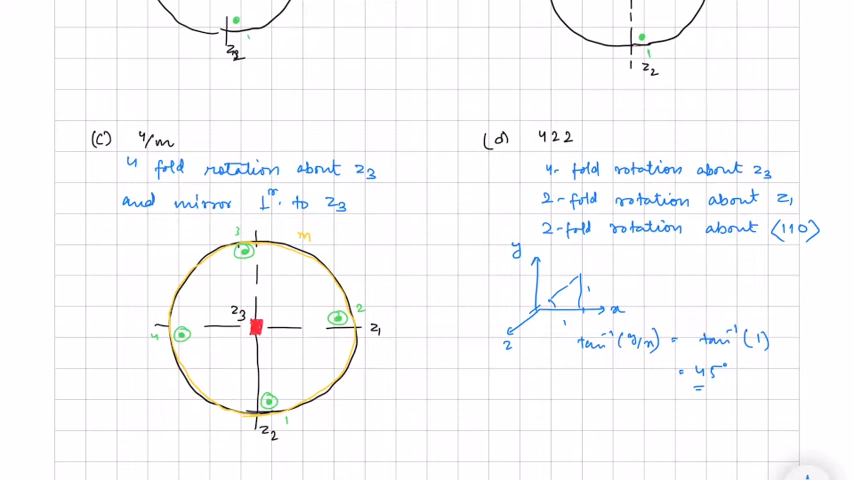 1
1
Z2
Z2
(c) 4/m
4 fold rotation about Z3
and mirror ⊥r. to Z3
3
m
Z3
2
Z1
4
1
Z2
(d) 422
4-fold rotation about Z3
2-fold rotation about Z1
2-fold rotation about ⟨110⟩
y
1
x
1
z
tan⁻¹(y/x) = tan⁻¹(1)
= 45°